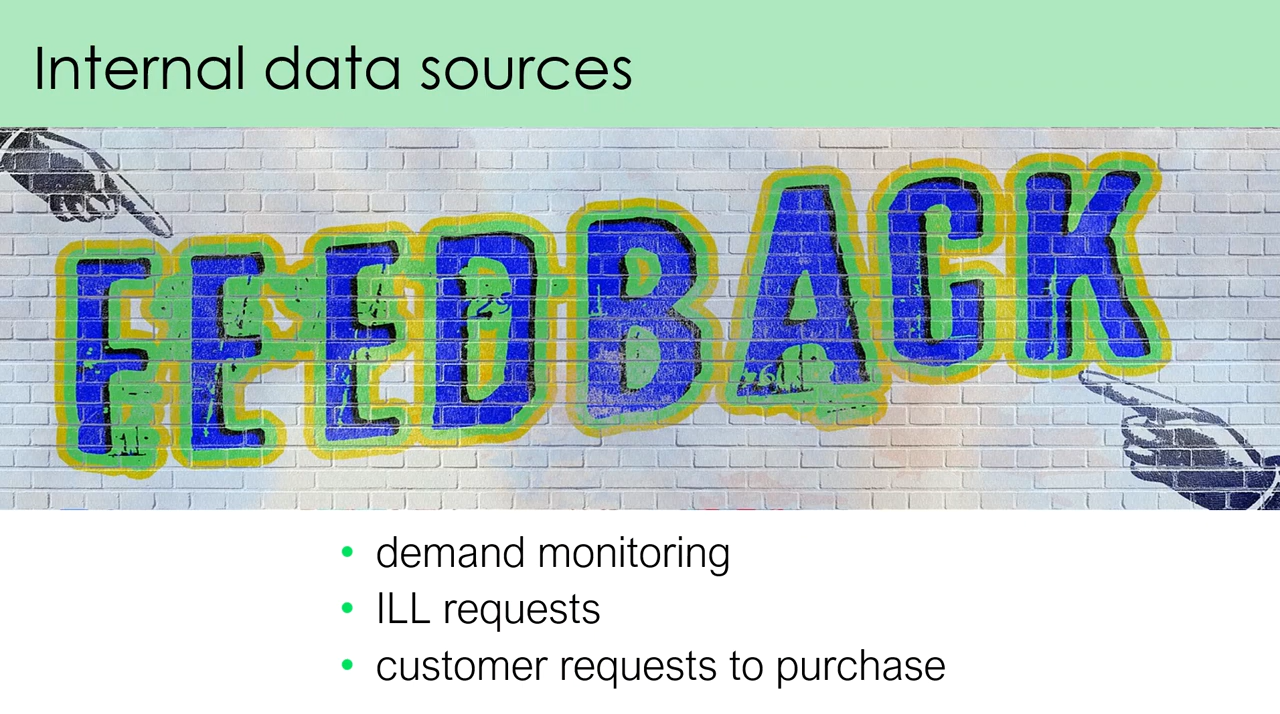 Internal data sources
FEEDBACK
• demand monitoring
• ILL requests
• customer requests to purchase